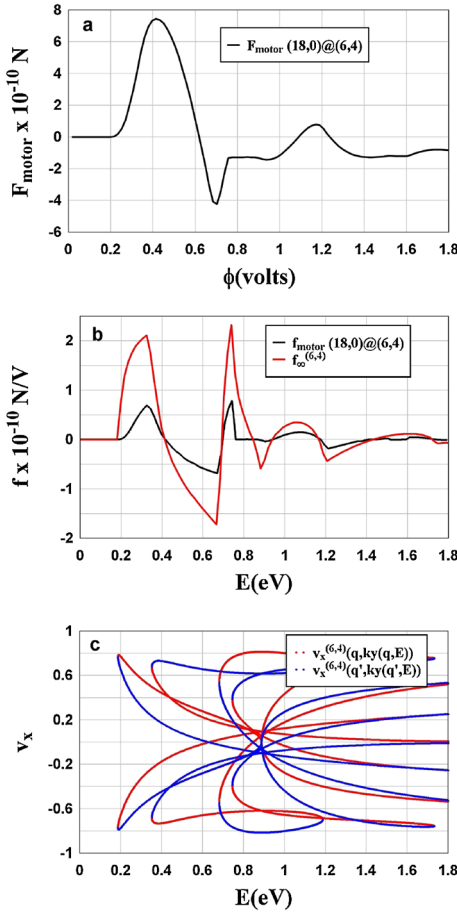 a
F_motor (18,0)@(6,4)
F_motor x 10^-10 N
8
6
4
2
0
-2
-4
-6
0 0.2 0.4 0.6 0.8 1 1.2 1.4 1.6 1.8
ϕ(volts)
b
f_motor (18,0)@(6,4)
f_∞^(6,4)
f x 10^-10 N/V
2
1
0
-1
-2
0 0.2 0.4 0.6 0.8 1 1.2 1.4 1.6 1.8
E(eV)
c
v_x^(6,4)(q,ky(q,E))
v_x^(6,4)(q',ky(q',E))
v_x
1
0.6
0.2
-0.2
-0.6
-1
0 0.2 0.4 0.6 0.8 1 1.2 1.4 1.6 1.8
E(eV)